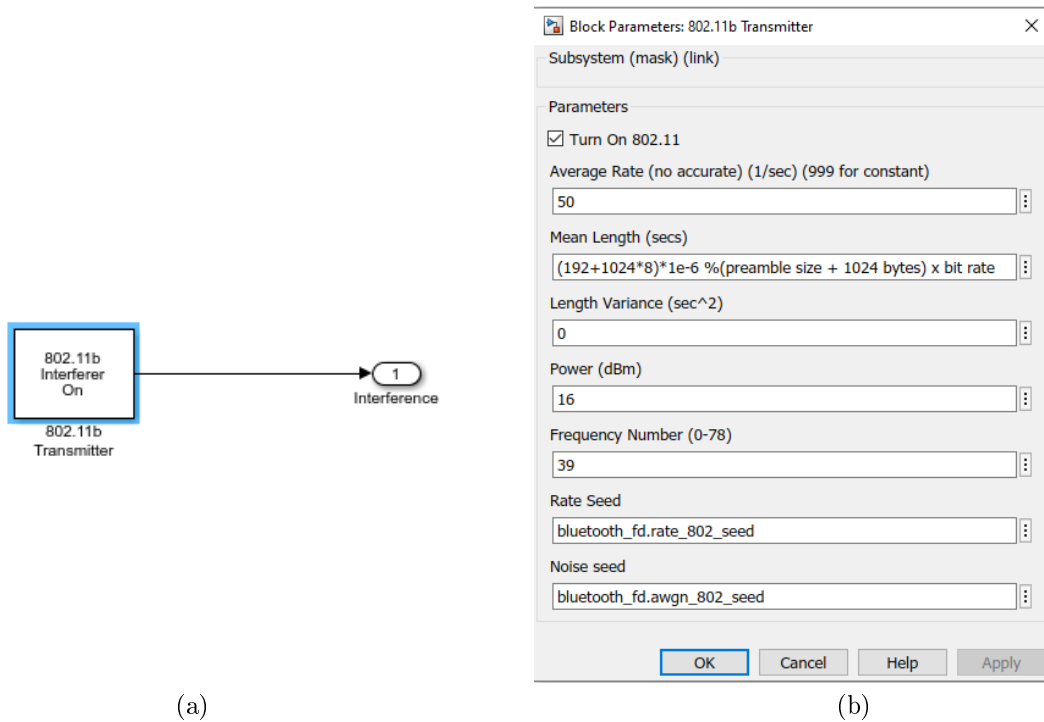 802.11b
Interferer
On
802.11b
Transmitter
1
Interference
(a)
Block Parameters: 802.11b Transmitter
Subsystem (mask) (link)
Parameters
Turn On 802.11
Average Rate (no accurate) (1/sec) (999 for constant)
50
Mean Length (secs)
(192+1024*8)*1e-6 %(preamble size + 1024 bytes) x bit rate
Length Variance (sec^2)
0
Power (dBm)
16
Frequency Number (0-78)
39
Rate Seed
bluetooth_fd.rate_802_seed
Noise seed
bluetooth_fd.awgn_802_seed
OK Cancel Help Apply
(b)